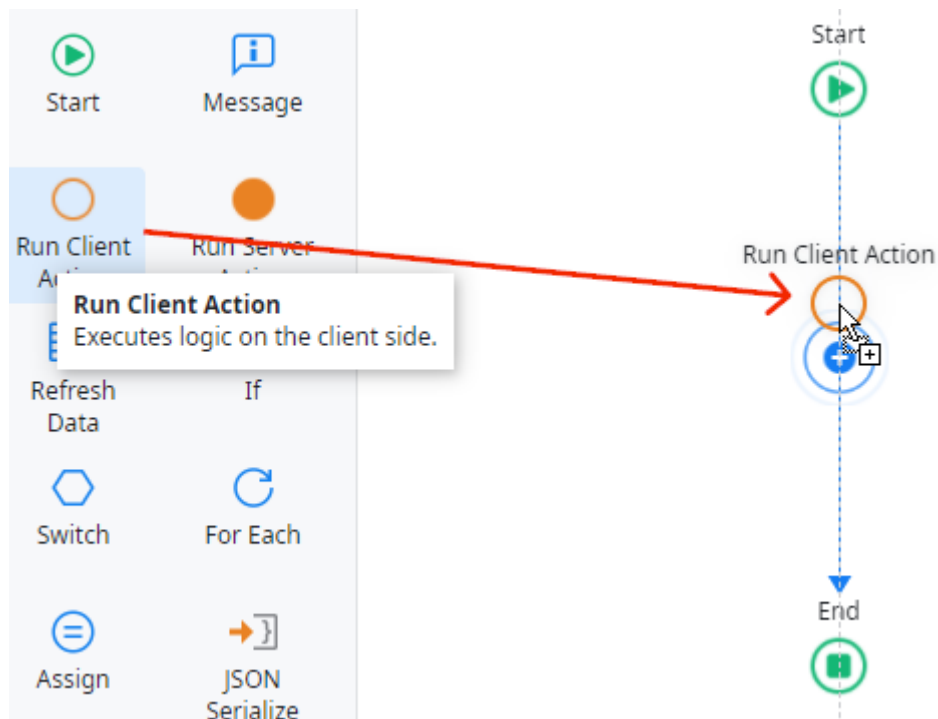 Start
Message
Start
Run Client
Run Server
Run Client Action
Run Client Action
Executes logic on the client side.
Refresh
Data
If
Switch
For Each
End
Assign
JSON
Serialize